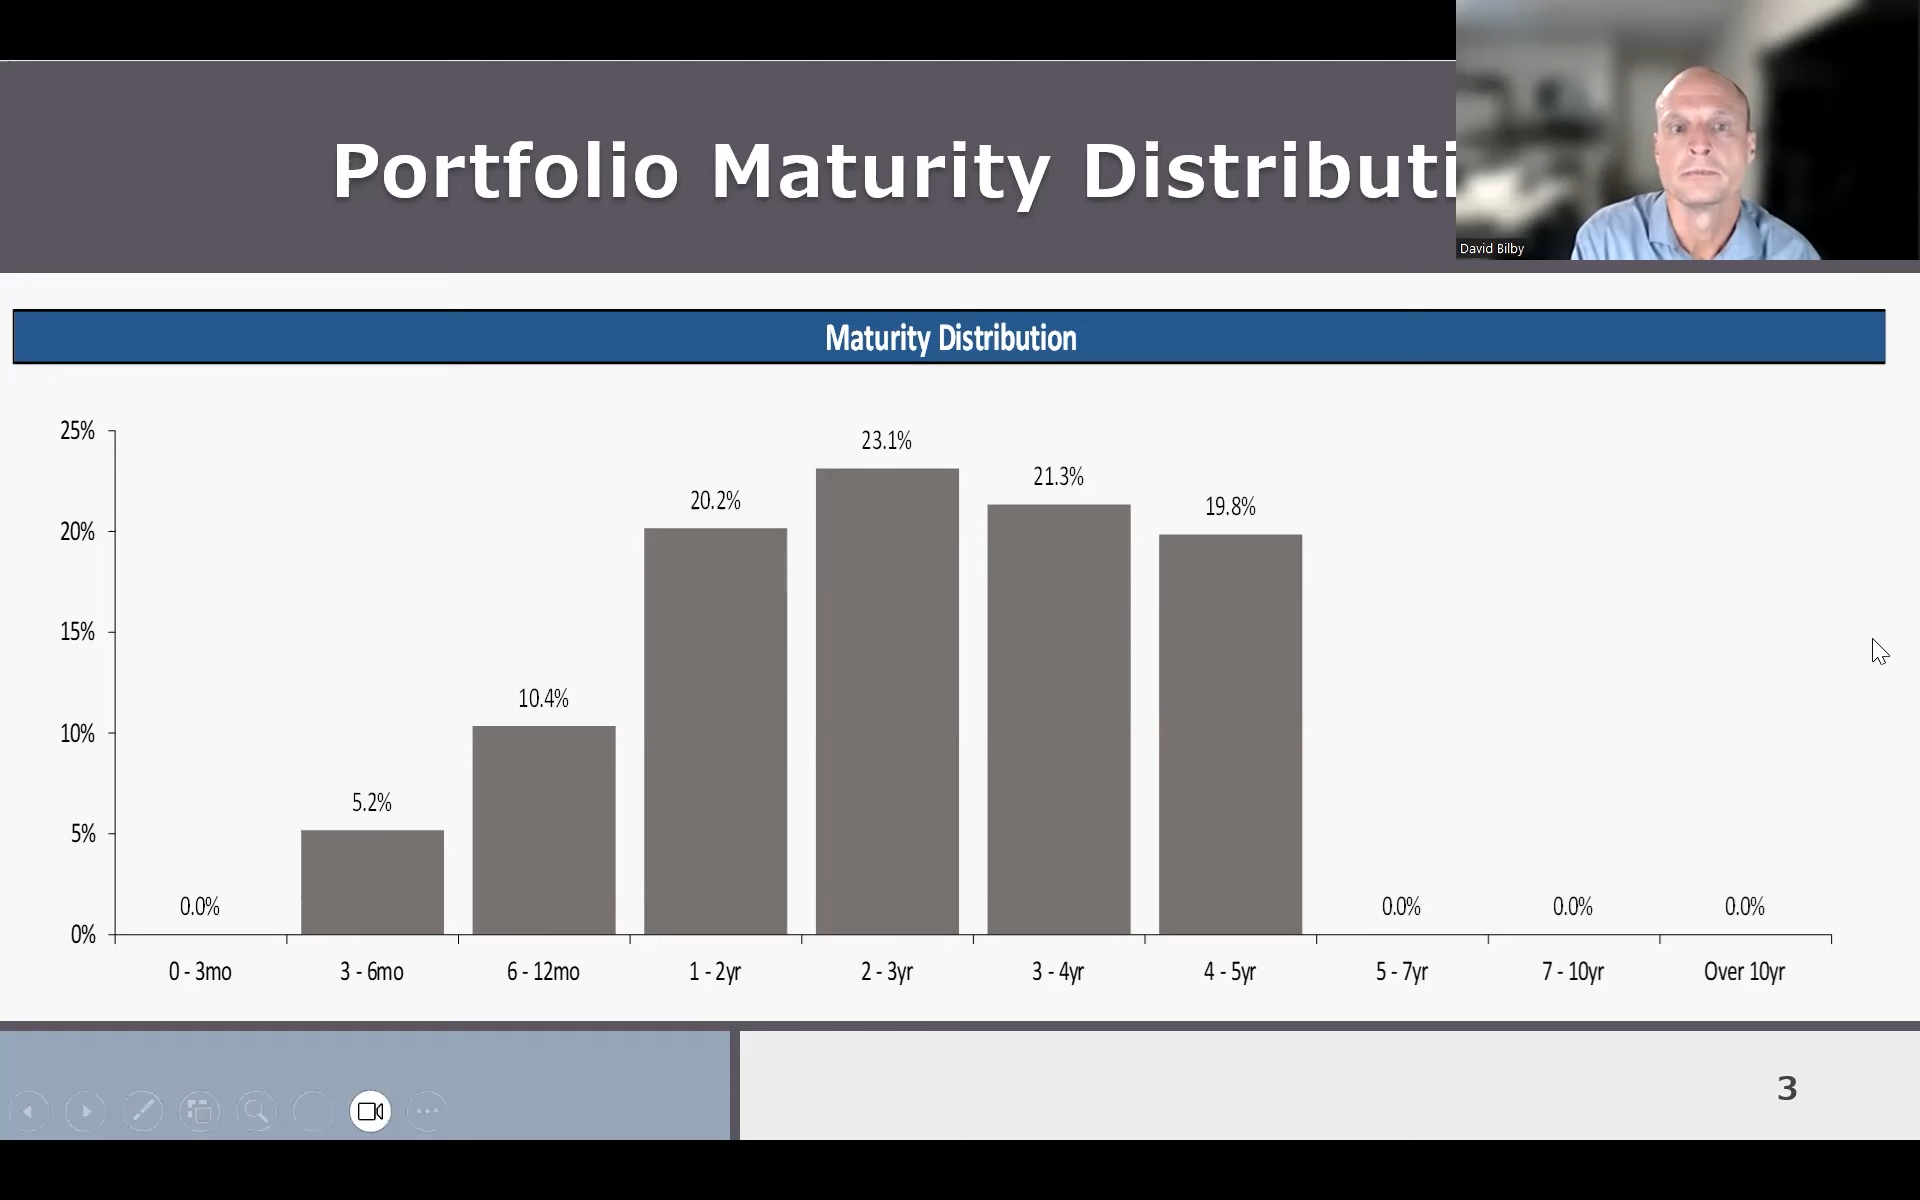 Portfolio Maturity Distributi
David Bilby
Maturity Distribution
25%
20%
15%
10%
5%
0%
0.0%
5.2%
10.4%
20.2%
23.1%
21.3%
19.8%
0.0%
0.0%
0.0%
0 - 3mo
3 - 6mo
6 - 12mo
1 - 2yr
2 - 3yr
3 - 4yr
4 - 5yr
5 - 7yr
7 - 10yr
Over 10yr
3